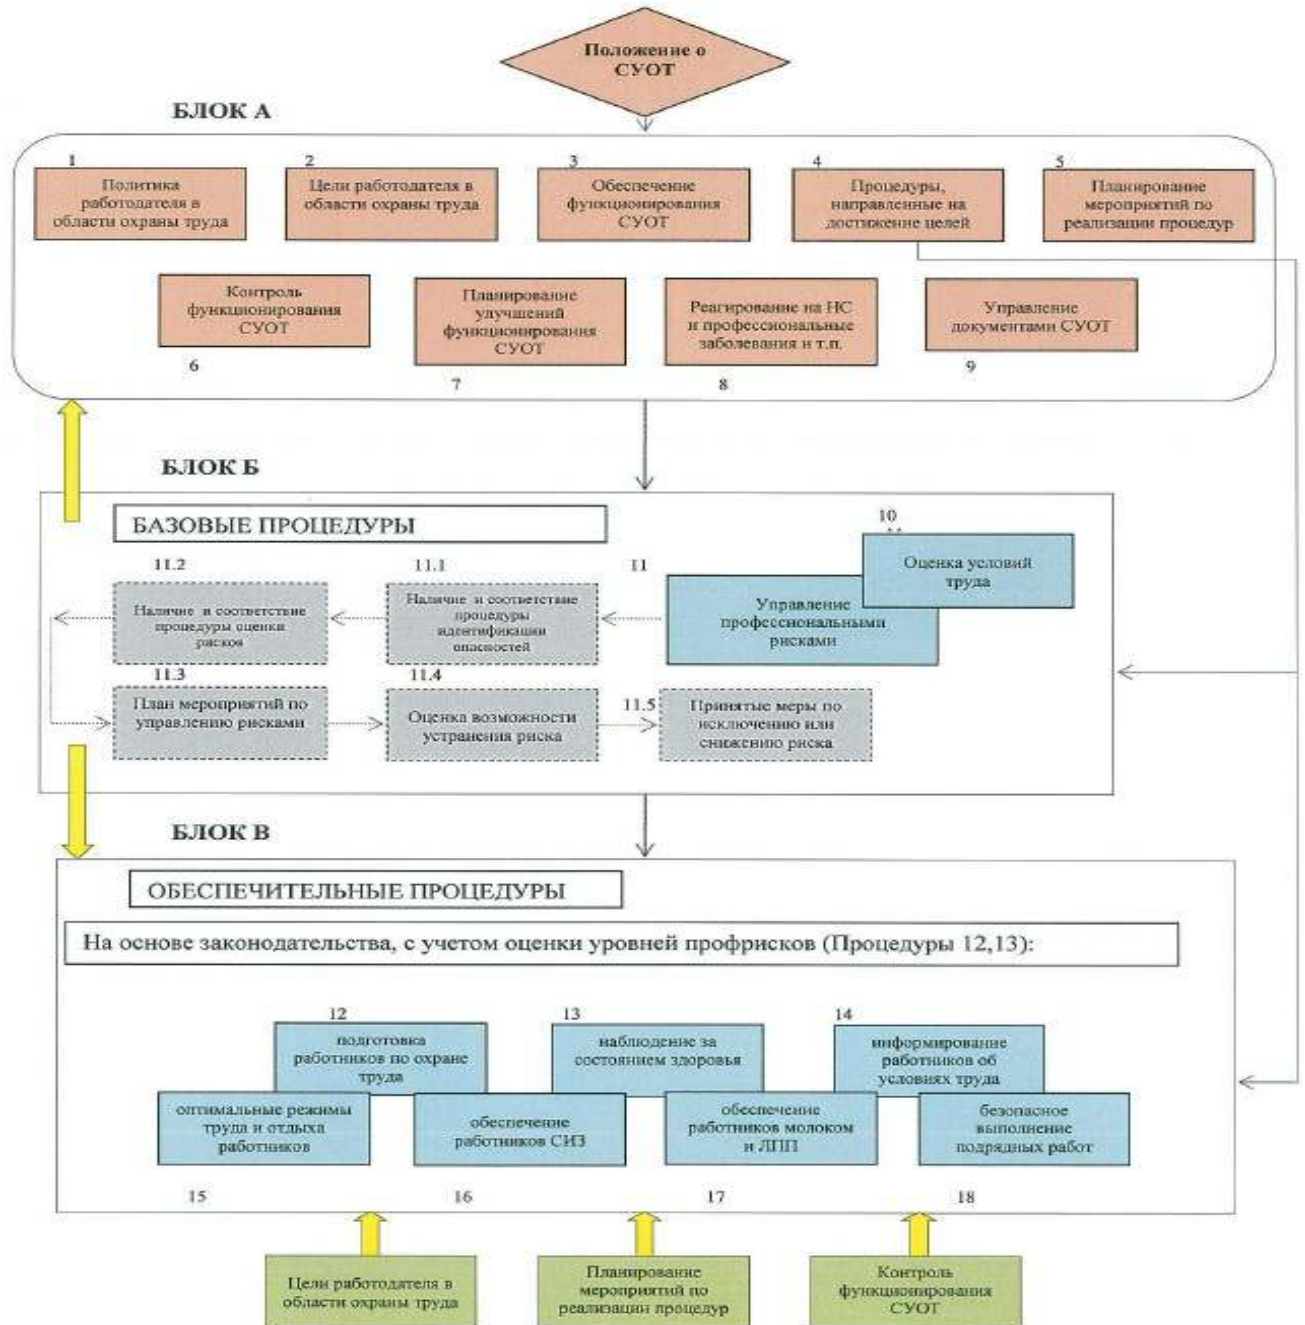 Положение о
СУОТ
БЛОК А
1
Политика
работодателя в
области охраны труда
2
Цели работодателя в
области охраны труда
3
Обеспечение
функционирования
СУОТ
4
Процедуры,
направленные на
достижение целей
5
Планирование
мероприятий по
реализации процедур
Контроль
функционирования
СУОТ
6
Планирование
улучшений
функционирования
СУОТ
7
Реагирование на НС
и профессиональные
заболевания и т.п.
8
Управление
документами СУОТ
9
БЛОК Б
БАЗОВЫЕ ПРОЦЕДУРЫ
10
Оценка условий
труда
11
Управление
профессиональными
рисками
11.1
Наличие и соответствие
процедуры
идентификации
опасностей
11.2
Наличие и соответствие
процедуры оценки
рисков
11.3
План мероприятий по
управлению рисками
11.4
Оценка возможности
устранения риска
11.5
Принятые меры по
исключению или
снижению риска
БЛОК В
ОБЕСПЕЧИТЕЛЬНЫЕ ПРОЦЕДУРЫ
На основе законодательства, с учетом оценки уровней профрисков (Процедуры 12,13):
12
подготовка
работников по охране
труда
13
наблюдение за
состоянием здоровья
14
информирование
работников об
условиях труда
оптимальные режимы
труда и отдыха
работников
15
обеспечение
работников СИЗ
16
обеспечение
работников молоком
и ЛПП
17
безопасное
выполнение
подрядных работ
18
Цели работодателя в
области охраны труда
Планирование
мероприятий по
реализации процедур
Контроль
функционирования
СУОТ